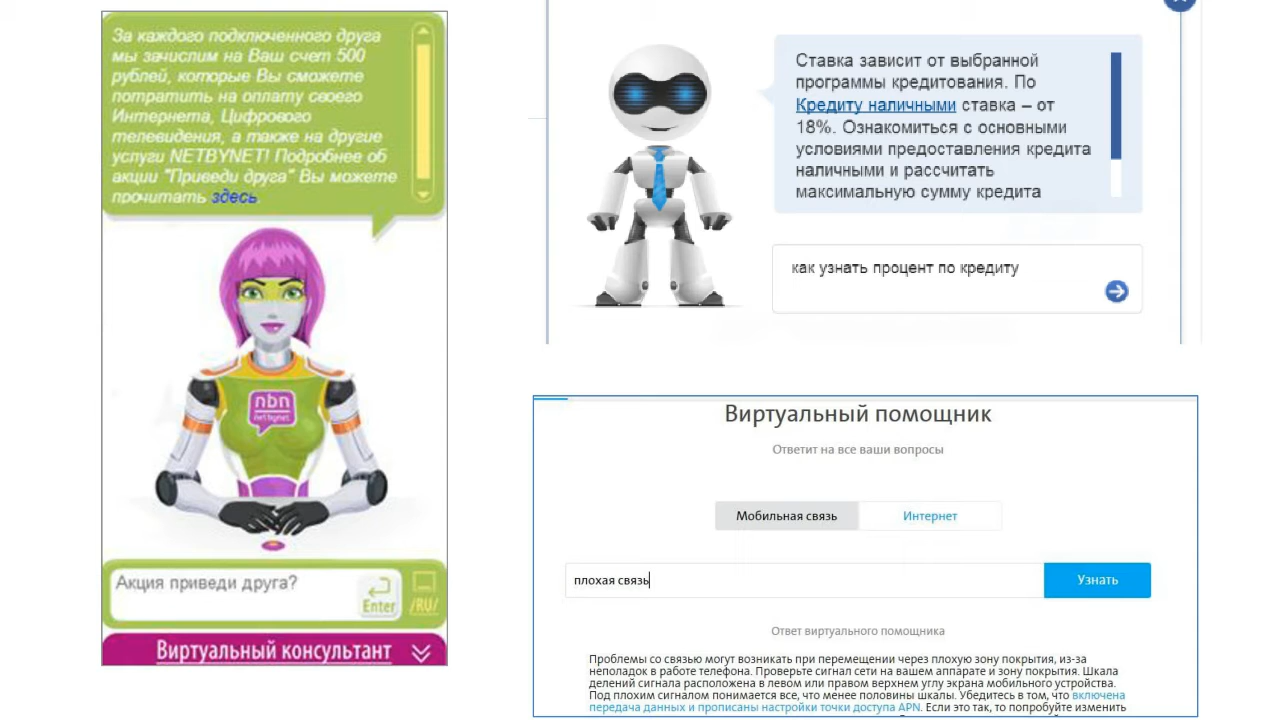 За каждого подключенного друга
мы зачислим на Ваш счет 500
рублей, которые Вы сможете
потратить на оплату своего
Интернета, Цифрового
телевидения, а также на другие
услуги NETBYNET! Подробнее об
акции "Приведи друга" Вы можете
прочитать здесь.
nbn
netbynet
Акция приведи друга?
Enter
/RU/
Виртуальный консультант
Ставка зависит от выбранной
программы кредитования. По
Кредиту наличными ставка – от
18%. Ознакомиться с основными
условиями предоставления кредита
наличными и рассчитать
максимальную сумму кредита
как узнать процент по кредиту
Виртуальный помощник
Ответит на все ваши вопросы
Мобильная связь
Интернет
плохая связь
Узнать
Ответ виртуального помощника
Проблемы со связью могут возникать при перемещении через плохую зону покрытия, из-за
неполадок в работе телефона. Проверьте сигнал сети на вашем аппарате и зону покрытия. Шкала
делений сигнала расположена в левом или правом верхнем углу экрана мобильного устройства.
Под плохим сигналом понимается все, что менее половины шкалы. Убедитесь в том, что включена
передача данных и прописаны настройки точки доступа APN. Если это так, то попробуйте изменить